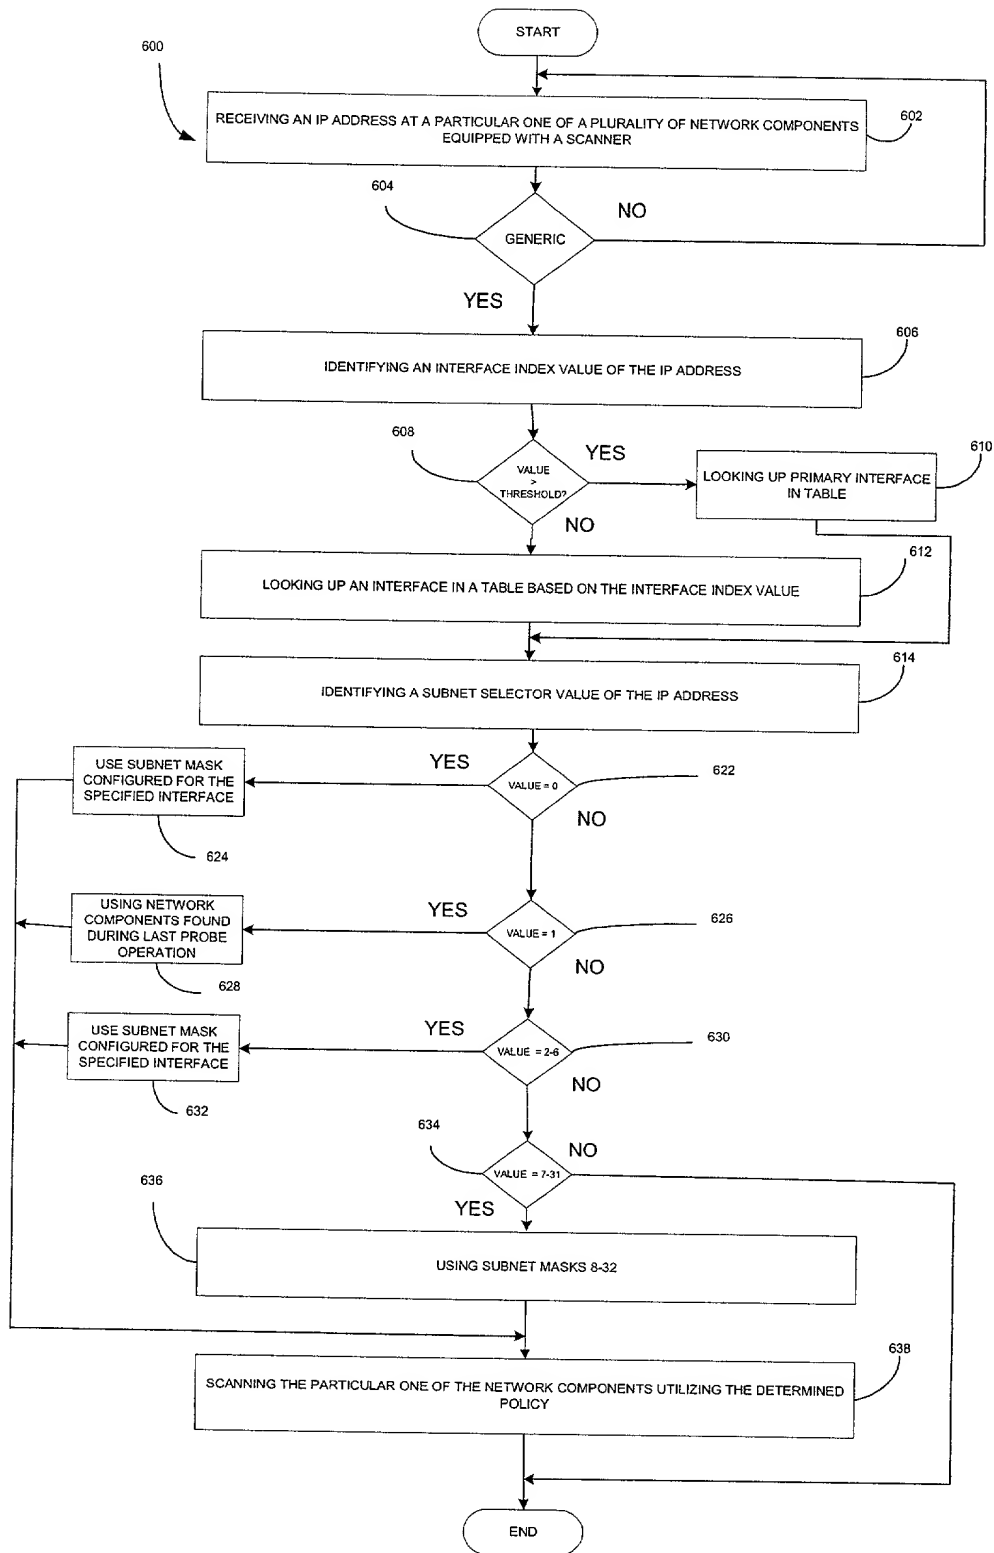 START
600
RECEIVING AN IP ADDRESS AT A PARTICULAR ONE OF A PLURALITY OF NETWORK COMPONENTS
EQUIPPED WITH A SCANNER
602
604
GENERIC
NO
YES
606
IDENTIFYING AN INTERFACE INDEX VALUE OF THE IP ADDRESS
608
VALUE
>
THRESHOLD?
YES
610
LOOKING UP PRIMARY INTERFACE
IN TABLE
NO
612
LOOKING UP AN INTERFACE IN A TABLE BASED ON THE INTERFACE INDEX VALUE
614
IDENTIFYING A SUBNET SELECTOR VALUE OF THE IP ADDRESS
USE SUBNET MASK
CONFIGURED FOR THE
SPECIFIED INTERFACE
YES
VALUE = 0
622
NO
624
USING NETWORK
COMPONENTS FOUND
DURING LAST PROBE
OPERATION
YES
VALUE = 1
626
NO
628
USE SUBNET MASK
CONFIGURED FOR THE
SPECIFIED INTERFACE
YES
VALUE = 2-6
630
NO
632
634
VALUE = 7-31
NO
YES
636
USING SUBNET MASKS 8-32
638
SCANNING THE PARTICULAR ONE OF THE NETWORK COMPONENTS UTILIZING THE DETERMINED
POLICY
END